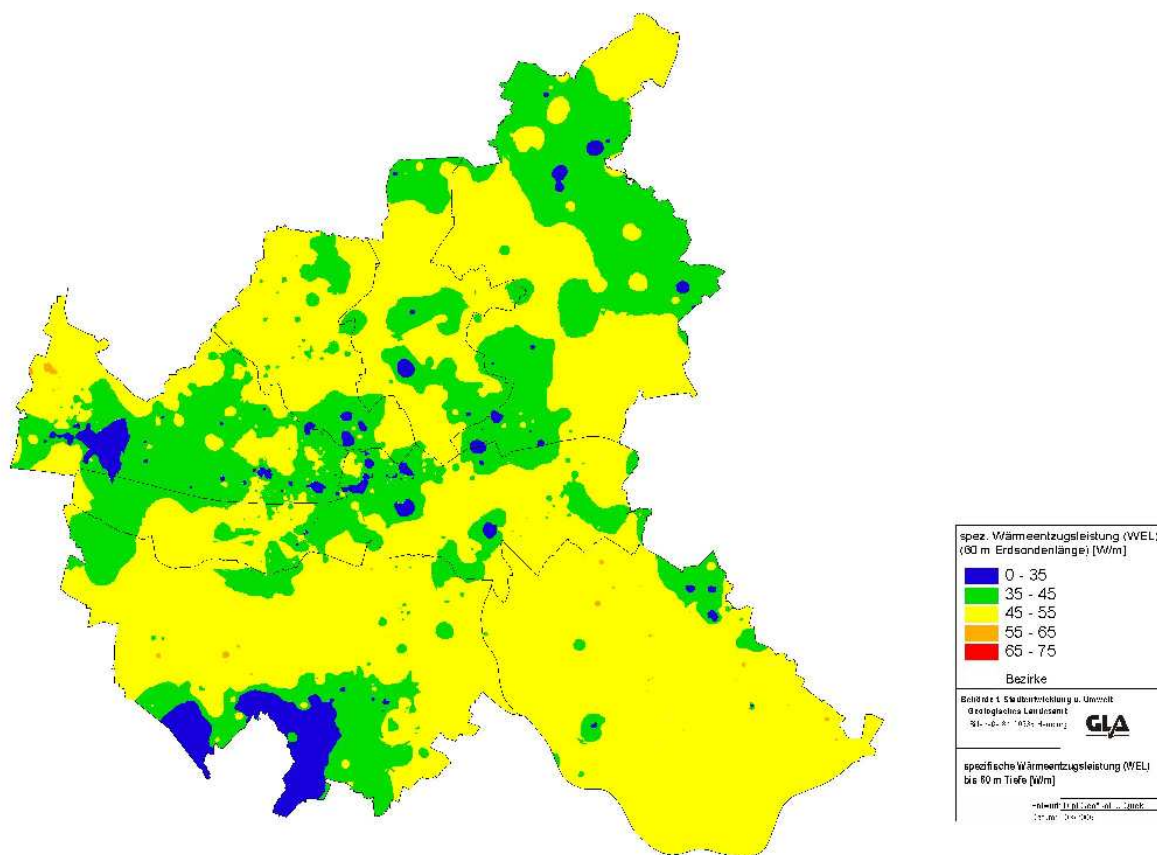 spez. Wärmeentzugsleistung (WEL)
(60 m Erdsondenlänge) [W/m]
0 - 35
35 - 45
45 - 55
55 - 65
65 - 75
Bezirke
Behörde f. Stadtentwicklung u. Umwelt
Geologisches Landesamt
GLA
spezifische Wärmeentzugsleistung (WEL)
bis 60 m Tiefe [W/m]